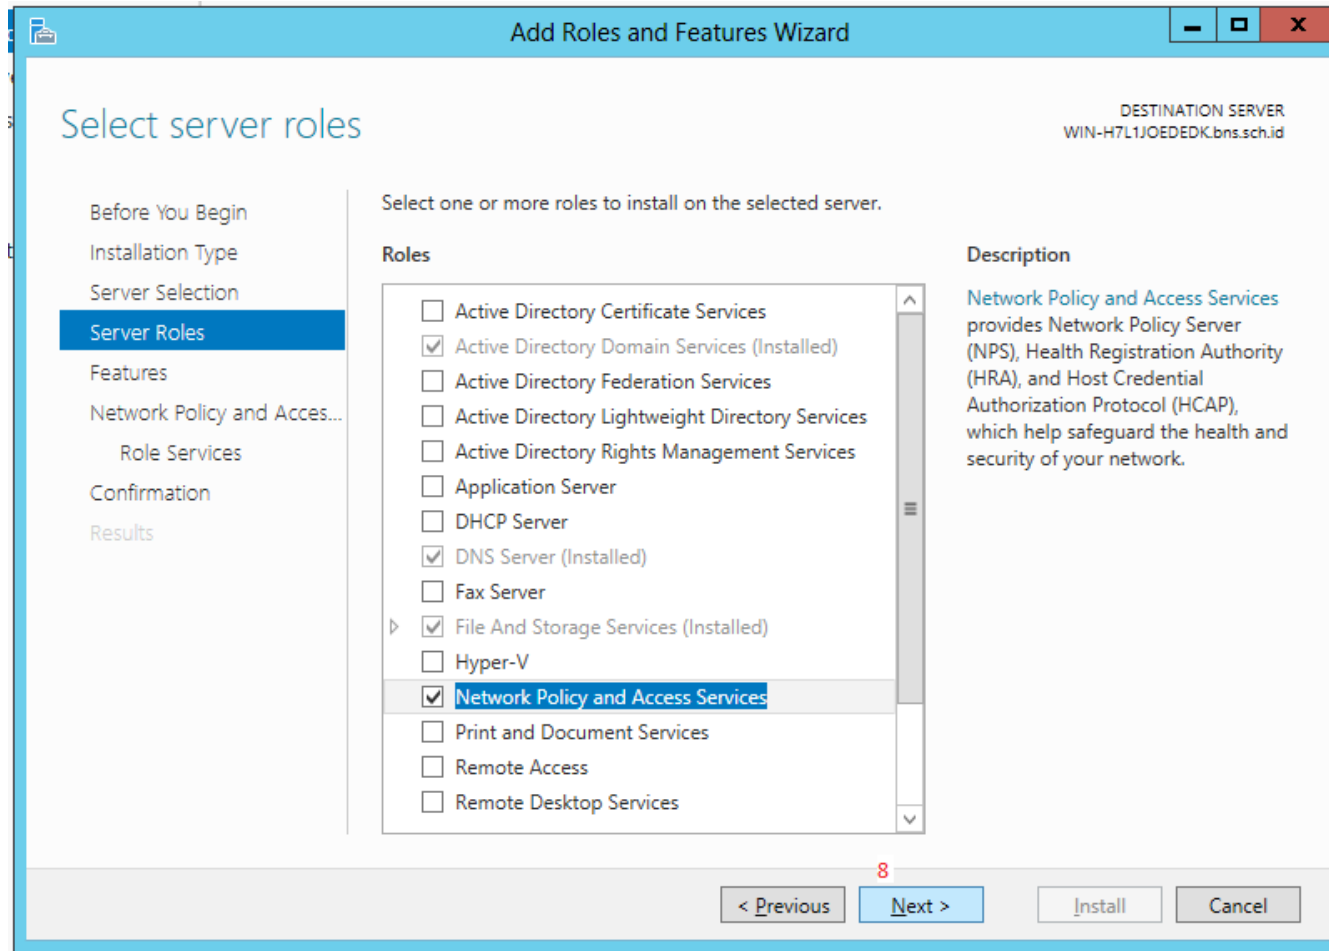 Add Roles and Features Wizard
Select server roles
DESTINATION SERVER
WIN-H7L1JOEDEDK.bns.sch.id
Before You Begin
Installation Type
Server Selection
Server Roles
Features
Network Policy and Acces...
Role Services
Confirmation
Results
Select one or more roles to install on the selected server.
Roles
Active Directory Certificate Services
Active Directory Domain Services (Installed)
Active Directory Federation Services
Active Directory Lightweight Directory Services
Active Directory Rights Management Services
Application Server
DHCP Server
DNS Server (Installed)
Fax Server
File And Storage Services (Installed)
Hyper-V
Network Policy and Access Services
Print and Document Services
Remote Access
Remote Desktop Services
Description
Network Policy and Access Services
provides Network Policy Server
(NPS), Health Registration Authority
(HRA), and Host Credential
Authorization Protocol (HCAP),
which help safeguard the health and
security of your network.
8
< Previous
Next >
Install
Cancel